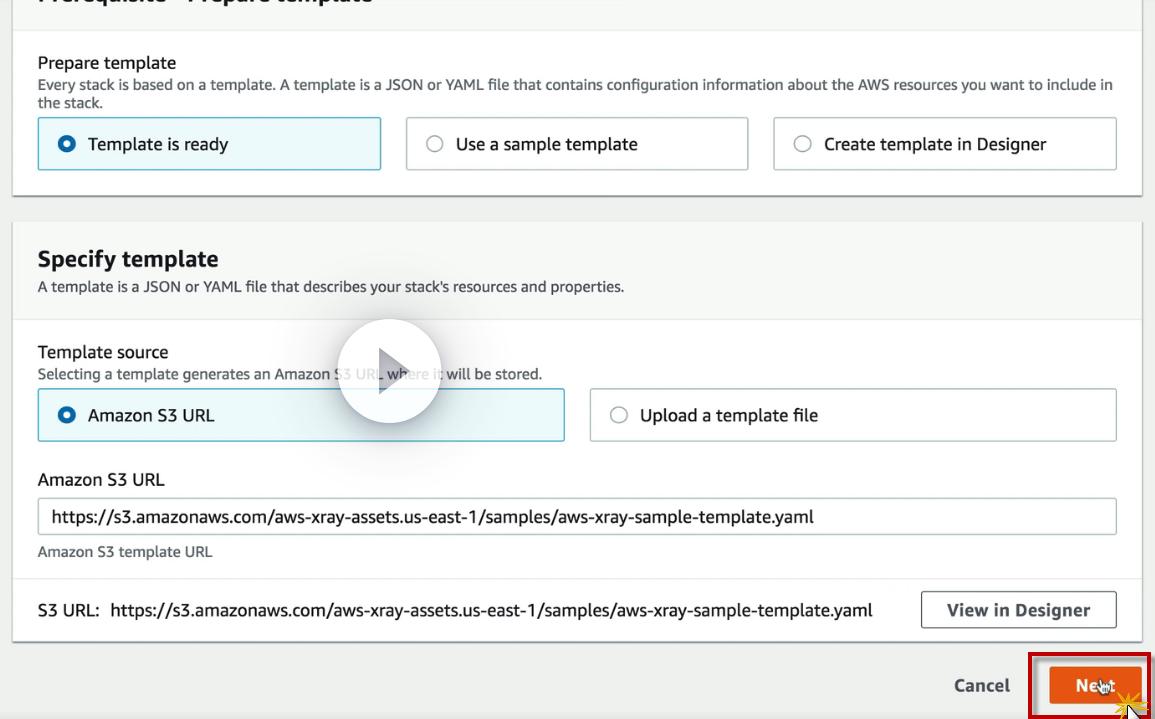 Prerequisite - Prepare template
Prepare template
Every stack is based on a template. A template is a JSON or YAML file that contains configuration information about the AWS resources you want to include in
the stack.
Template is ready
Use a sample template
Create template in Designer
Specify template
A template is a JSON or YAML file that describes your stack's resources and properties.
Template source
Selecting a template generates an Amazon S3 URL where it will be stored.
Amazon S3 URL
Upload a template file
Amazon S3 URL
https://s3.amazonaws.com/aws-xray-assets.us-east-1/samples/aws-xray-sample-template.yaml
Amazon S3 template URL
S3 URL: https://s3.amazonaws.com/aws-xray-assets.us-east-1/samples/aws-xray-sample-template.yaml
View in Designer
Cancel
Next